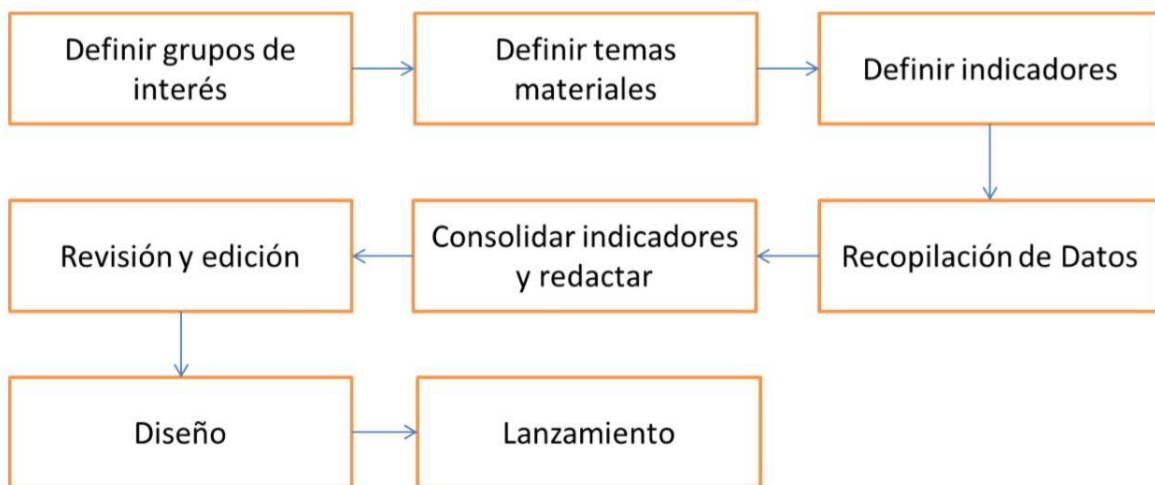 Definir grupos de
interés
Definir temas
materiales
Definir indicadores
Recopilación de Datos
Consolidar indicadores
y redactar
Revisión y edición
Diseño
Lanzamiento